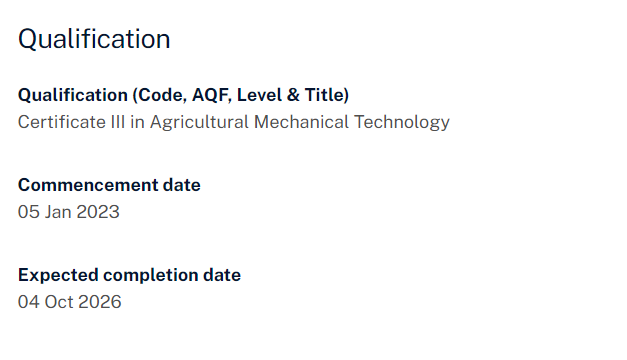 Qualification
Qualification (Code, AQF, Level & Title)
Certificate III in Agricultural Mechanical Technology
Commencement date
05 Jan 2023
Expected completion date
04 Oct 2026